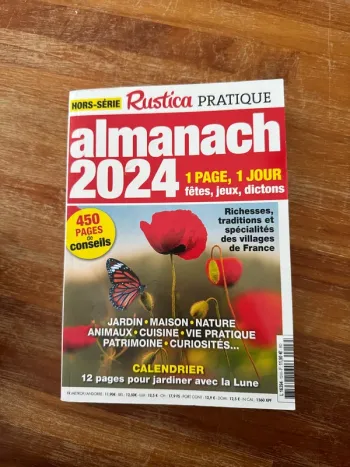 HORS-SÉRIE Rustica PRATIQUE
almanach
2024 1 PAGE, 1 JOUR
fêtes, jeux, dictons
450
PAGES
de
conseils
Richesses,
traditions et
spécialités
des villages
de France
JARDIN • MAISON • NATURE
ANIMAUX • CUISINE • VIE PRATIQUE
PATRIMOINE • CURIOSITÉS...
CALENDRIER
12 pages pour jardiner avec la Lune